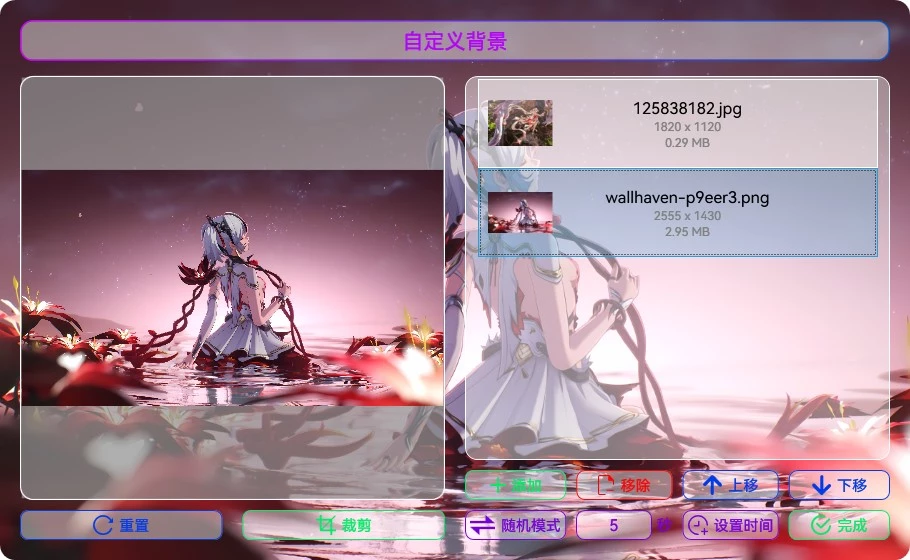 自定义背景
125838182.jpg
1820 x 1120
0.29 MB
wallhaven-p9eer3.png
2555 x 1430
2.95 MB
添加
移除
上移
下移
重置
裁剪
随机模式
5
秒
设置时间
完成